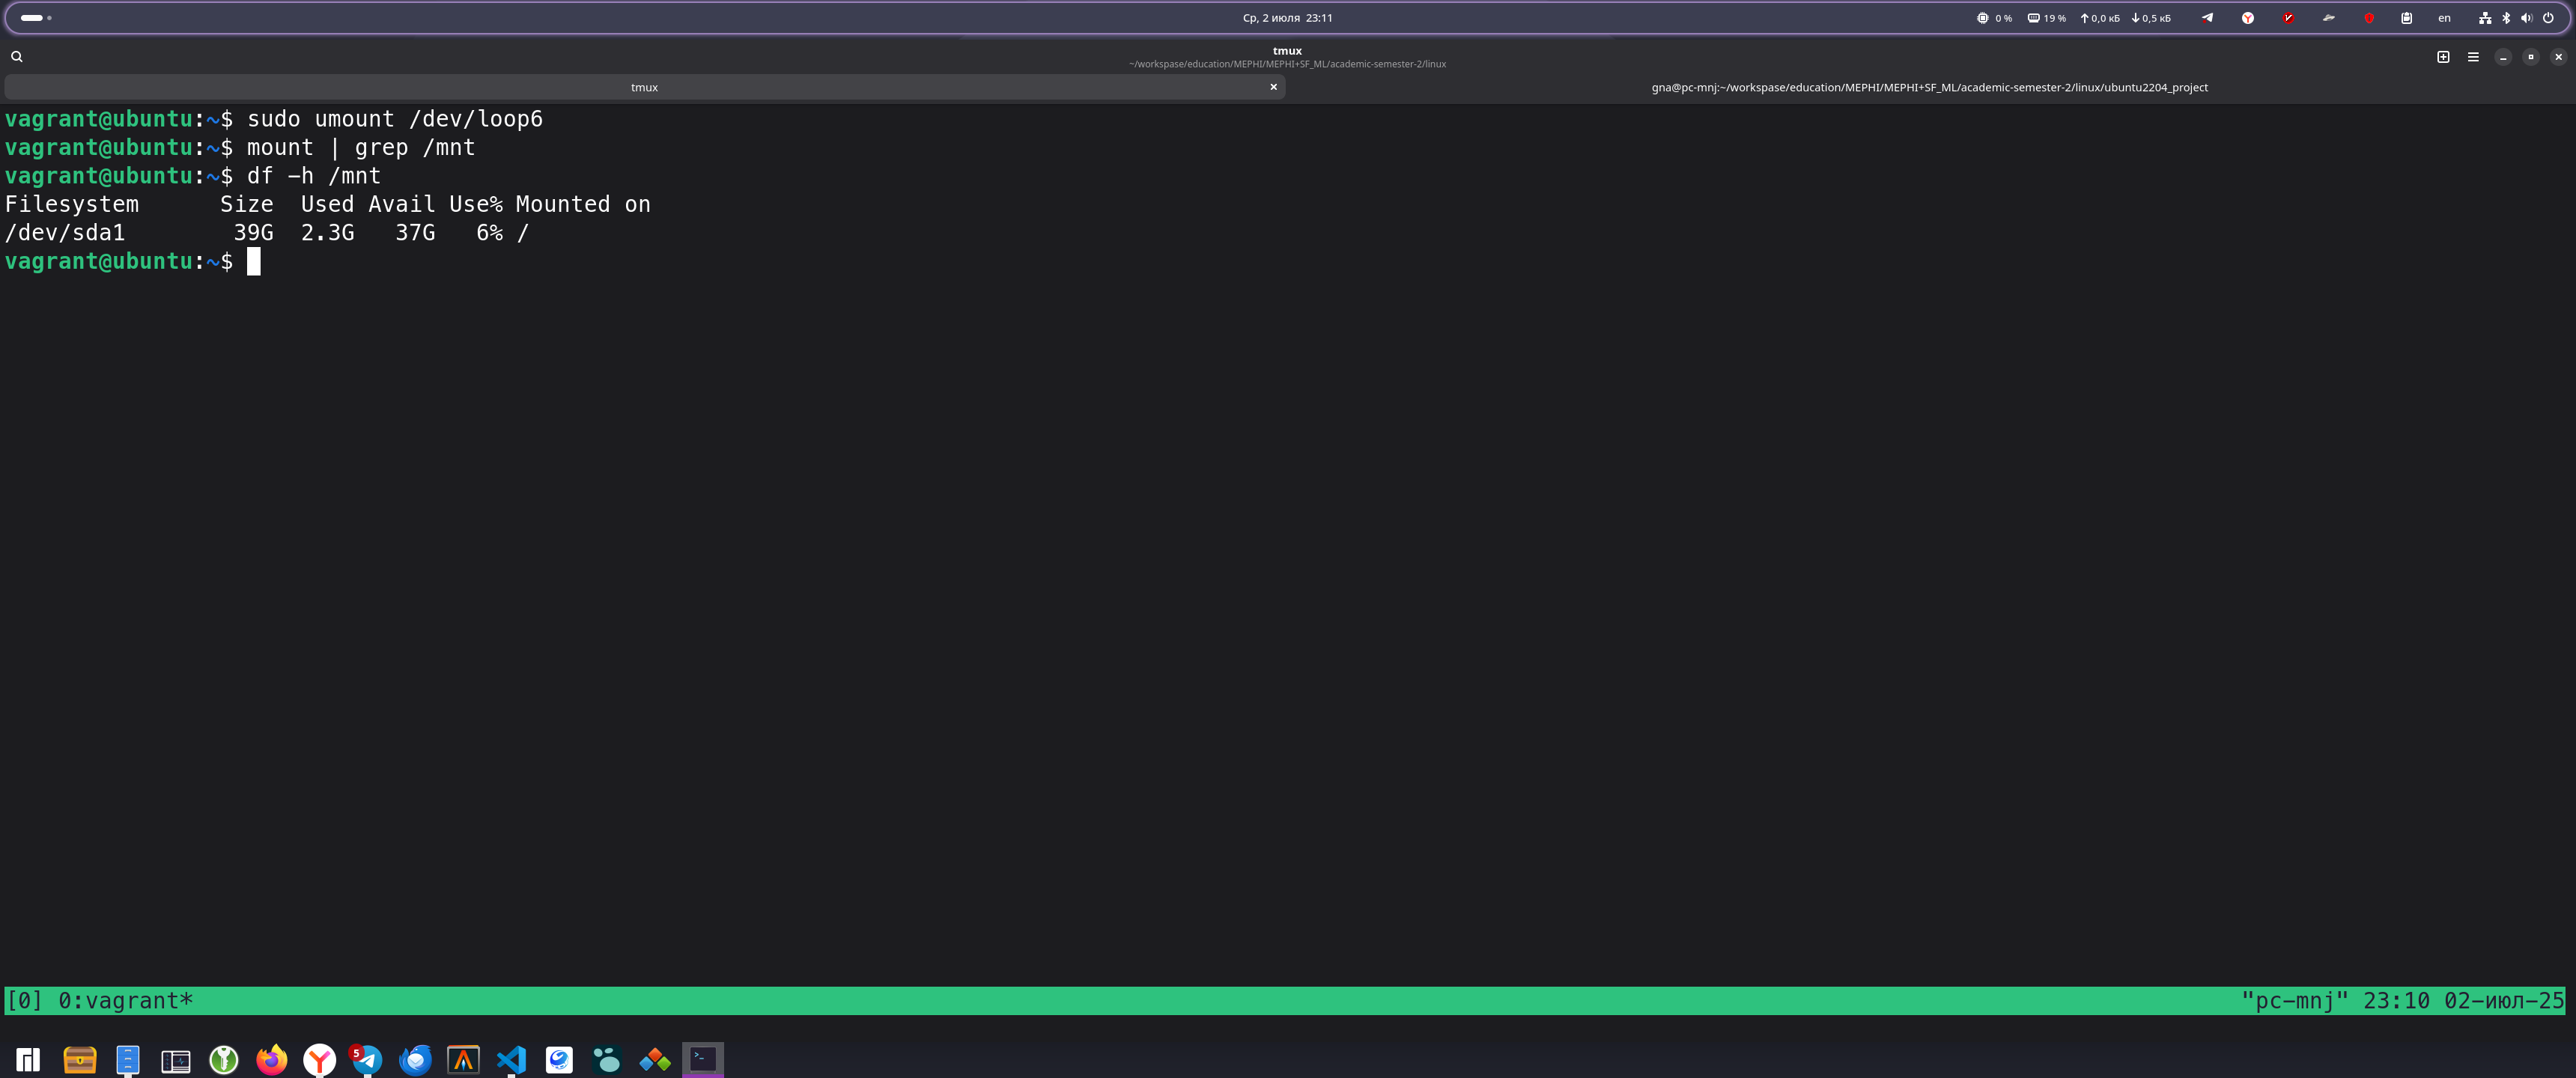 Ср, 2 июля 23:11
0 % 19 % 0,0 кБ 0,5 кБ en
tmux
~/workspase/education/MEPHI/MEPHI+SF_ML/academic-semester-2/linux
tmux
gna@pc-mnj:~/workspase/education/MEPHI/MEPHI+SF_ML/academic-semester-2/linux/ubuntu2204_project
vagrant@ubuntu:~$ sudo umount /dev/loop6
vagrant@ubuntu:~$ mount | grep /mnt
vagrant@ubuntu:~$ df -h /mnt
Filesystem      Size  Used Avail Use% Mounted on
/dev/sda1        39G  2.3G   37G   6% /
vagrant@ubuntu:~$
[0] 0:vagrant* "pc-mnj" 23:10 02-июл-25
5